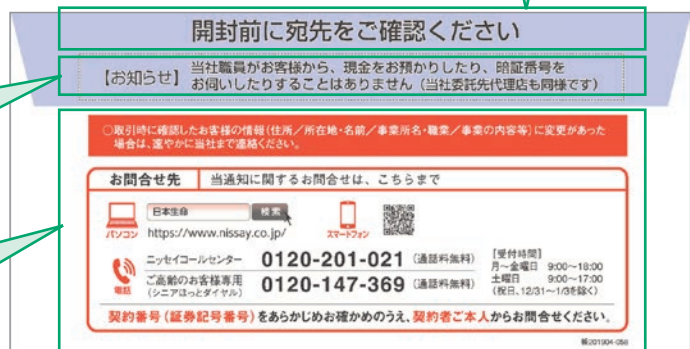 開封前に宛先をご確認ください
【お知らせ】当社職員がお客様から、現金をお預かりしたり、暗証番号を
お伺いしたりすることはありません（当社委託先代理店も同様です）
○取引時に確認したお客様の情報（住所／所在地・名前／事業所名・職業／事業の内容等）に変更があった
場合は、速やかに当社まで連絡ください。
お問合せ先 当通知に関するお問合せは、こちらまで
日本生命 検索
パソコン https://www.nissay.co.jp/ スマートフォン
ニッセイコールセンター 0120-201-021（通話料無料）
ご高齢のお客様専用
（シニアほっとダイヤル） 0120-147-369（通話料無料）
電話
【受付時間】
月〜金曜日 9:00〜18:00
土曜日 9:00〜17:00
（祝日、12/31〜1/3を除く）
契約番号（証券記号番号）をあらかじめお確かめのうえ、契約者ご本人からお問合せください。
帳201904-058